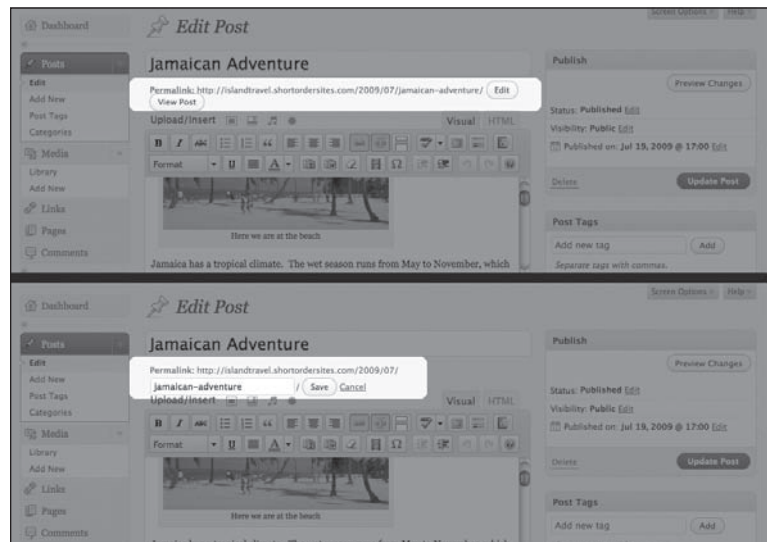 Dashboard
Edit Post
Screen Options
Help
Posts
Edit
Add New
Post Tags
Categories
Media
Library
Add New
Links
Pages
Comments
Jamaican Adventure
Permalink: http://islandtravel.shortordersites.com/2009/07/jamaican-adventure/ Edit
View Post
Upload/Insert
Visual HTML
B I ABC
Format U A Ω
Here we are at the beach
Jamaica has a tropical climate. The wet season runs from May to November, which
Publish
Preview Changes
Status: Published Edit
Visibility: Public Edit
Published on: Jul 19, 2009 @ 17:00 Edit
Delete Update Post
Post Tags
Add new tag Add
Separate tags with commas.
Dashboard
Edit Post
Screen Options
Help
Posts
Edit
Add New
Post Tags
Categories
Media
Library
Add New
Links
Pages
Comments
Jamaican Adventure
Permalink: http://islandtravel.shortordersites.com/2009/07/
jamaican-adventure / Save Cancel
Upload/Insert
Visual HTML
B I ABC
Format U A Ω
Here we are at the beach
Publish
Preview Changes
Status: Published Edit
Visibility: Public Edit
Published on: Jul 19, 2009 @ 17:00 Edit
Delete Update Post
Post Tags
Add new tag Add